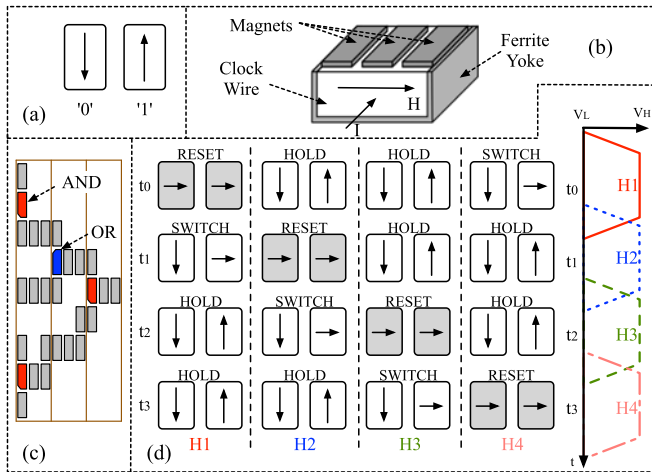 (a)
'0' '1'
Magnets
Clock
Wire
H
I
Ferrite
Yoke
(b)
AND
OR
(c)
RESET HOLD HOLD SWITCH
t0
SWITCH RESET HOLD HOLD
t1
HOLD SWITCH RESET HOLD
t2
HOLD HOLD SWITCH RESET
t3
(d) H1 H2 H3 H4
VL VH
t0 H1
t1 H2
t2 H3
t3 H4
t